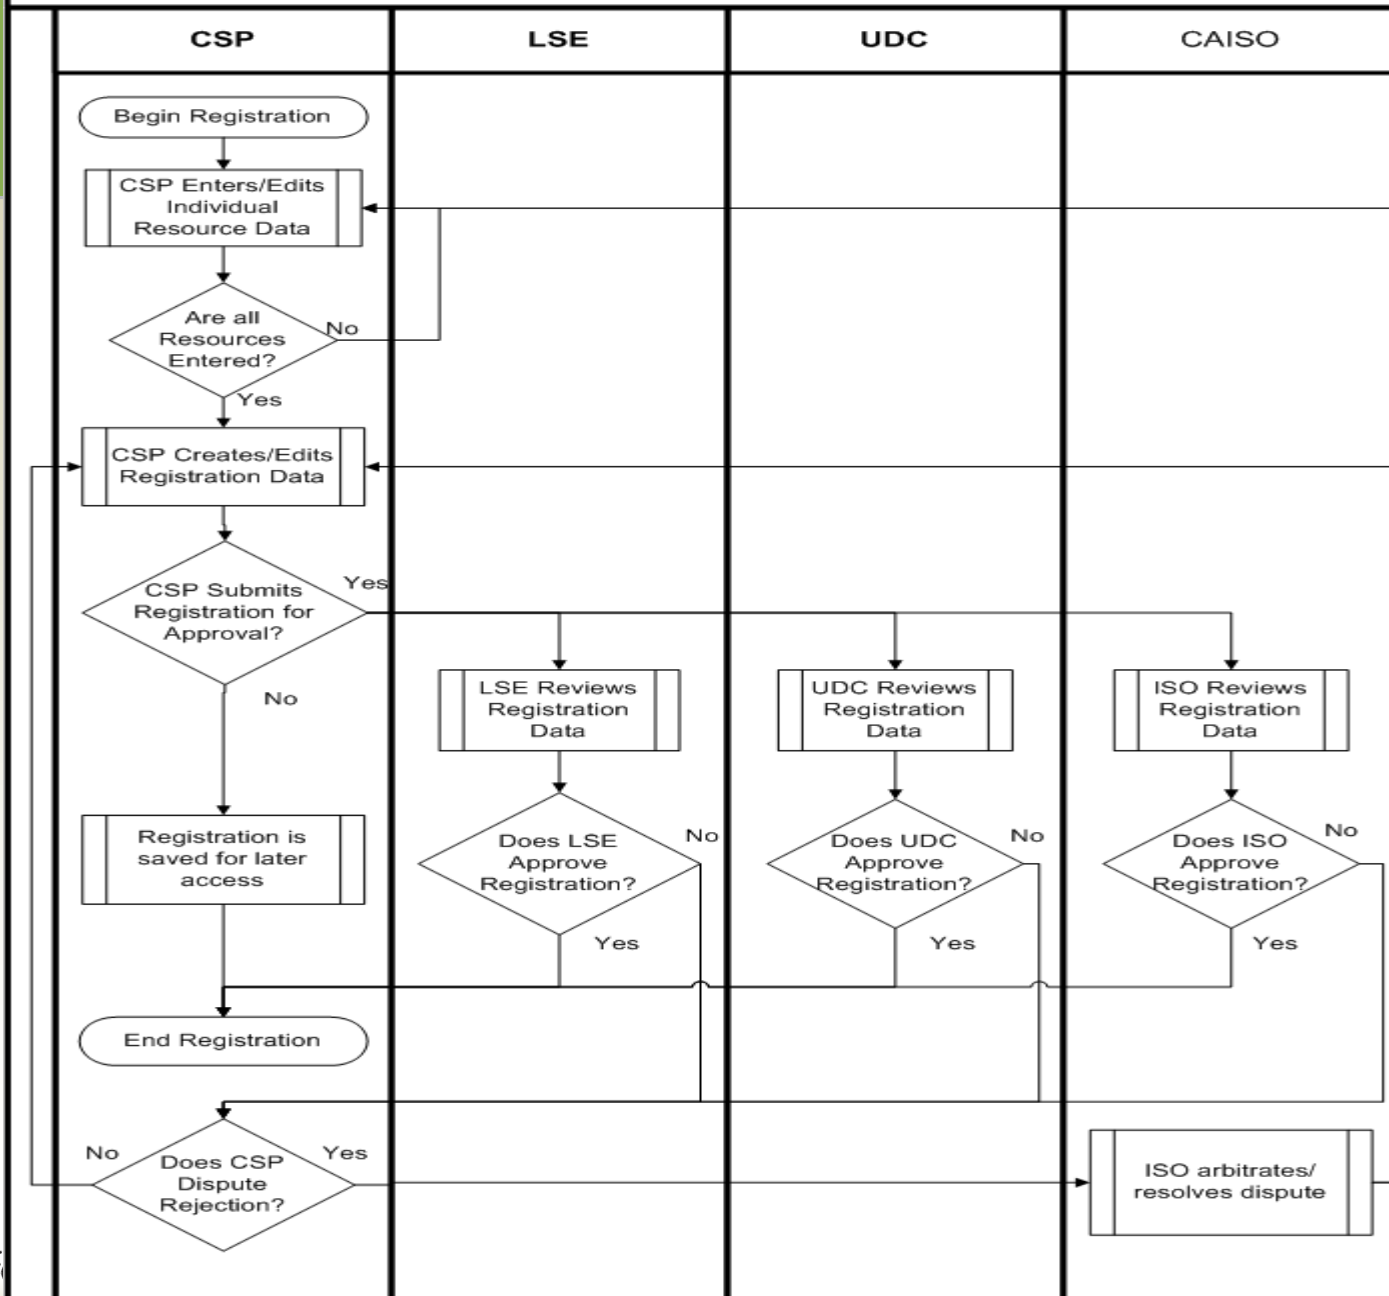 CSP
LSE
UDC
CAISO
Begin Registration
CSP Enters/Edits
Individual
Resource Data
Are all
Resources
Entered?
No
Yes
CSP Creates/Edits
Registration Data
CSP Submits
Registration for
Approval?
Yes
No
LSE Reviews
Registration
Data
UDC Reviews
Registration
Data
ISO Reviews
Registration
Data
Registration is
saved for later
access
Does LSE
Approve
Registration?
No
Yes
Does UDC
Approve
Registration?
No
Yes
Does ISO
Approve
Registration?
No
Yes
End Registration
Does CSP
Dispute
Rejection?
No
Yes
ISO arbitrates/
resolves dispute